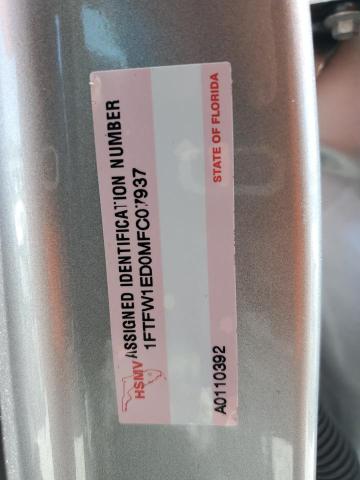 HSMV ASSIGNED IDENTIFICATION NUMBER
1FTFW1ED0MFC07937
A0110392 STATE OF FLORIDA